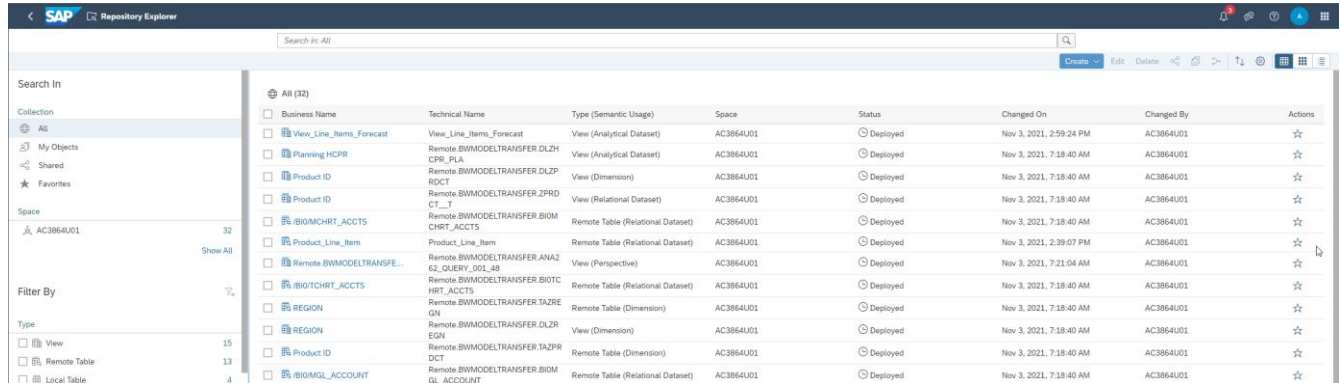 SAP Repository Explorer 3 A
Search in: All
Create Edit Delete
Search In
Collection
All
My Objects
Shared
Favorites
Space
AC3864U01 32
Show All
Filter By
Type
View 15
Remote Table 13
Local Table 4
All (32)
Business Name Technical Name Type (Semantic Usage) Space Status Changed On Changed By Actions
View_Line_Items_Forecast View_Line_Items_Forecast View (Analytical Dataset) AC3864U01 Deployed Nov 3, 2021, 2:59:24 PM AC3864U01
Planning HCPR Remote.BWMODELTRANSFER.DLZH View (Analytical Dataset) AC3864U01 Deployed Nov 3, 2021, 7:18:40 AM AC3864U01
CPR_PLA
Product ID Remote.BWMODELTRANSFER.DLZP View (Dimension) AC3864U01 Deployed Nov 3, 2021, 7:18:40 AM AC3864U01
RDCT
Product ID Remote.BWMODELTRANSFER.ZPRD View (Relational Dataset) AC3864U01 Deployed Nov 3, 2021, 7:18:40 AM AC3864U01
CT__T
/BI0/MCHRT_ACCTS Remote.BWMODELTRANSFER.BI0M Remote Table (Relational Dataset) AC3864U01 Deployed Nov 3, 2021, 7:18:40 AM AC3864U01
CHRT_ACCTS
Product_Line_Item Product_Line_Item Remote Table (Relational Dataset) AC3864U01 Deployed Nov 3, 2021, 2:39:07 PM AC3864U01
Remote.BWMODELTRANSFE... Remote.BWMODELTRANSFER.ANA2 View (Perspective) AC3864U01 Deployed Nov 3, 2021, 7:21:04 AM AC3864U01
62_QUERY_001_48
/BI0/TCHRT_ACCTS Remote.BWMODELTRANSFER.BI0TC Remote Table (Relational Dataset) AC3864U01 Deployed Nov 3, 2021, 7:18:40 AM AC3864U01
HRT_ACCTS
REGION Remote.BWMODELTRANSFER.TAZRE Remote Table (Dimension) AC3864U01 Deployed Nov 3, 2021, 7:18:40 AM AC3864U01
GN
REGION Remote.BWMODELTRANSFER.DLZR View (Dimension) AC3864U01 Deployed Nov 3, 2021, 7:18:40 AM AC3864U01
EGN
Product ID Remote.BWMODELTRANSFER.TAZPR Remote Table (Dimension) AC3864U01 Deployed Nov 3, 2021, 7:18:40 AM AC3864U01
DCT
/BI0/MGL_ACCOUNT Remote.BWMODELTRANSFER.BI0M Remote Table (Relational Dataset) AC3864U01 Deployed Nov 3, 2021, 7:18:40 AM AC3864U01
GL_ACCOUNT